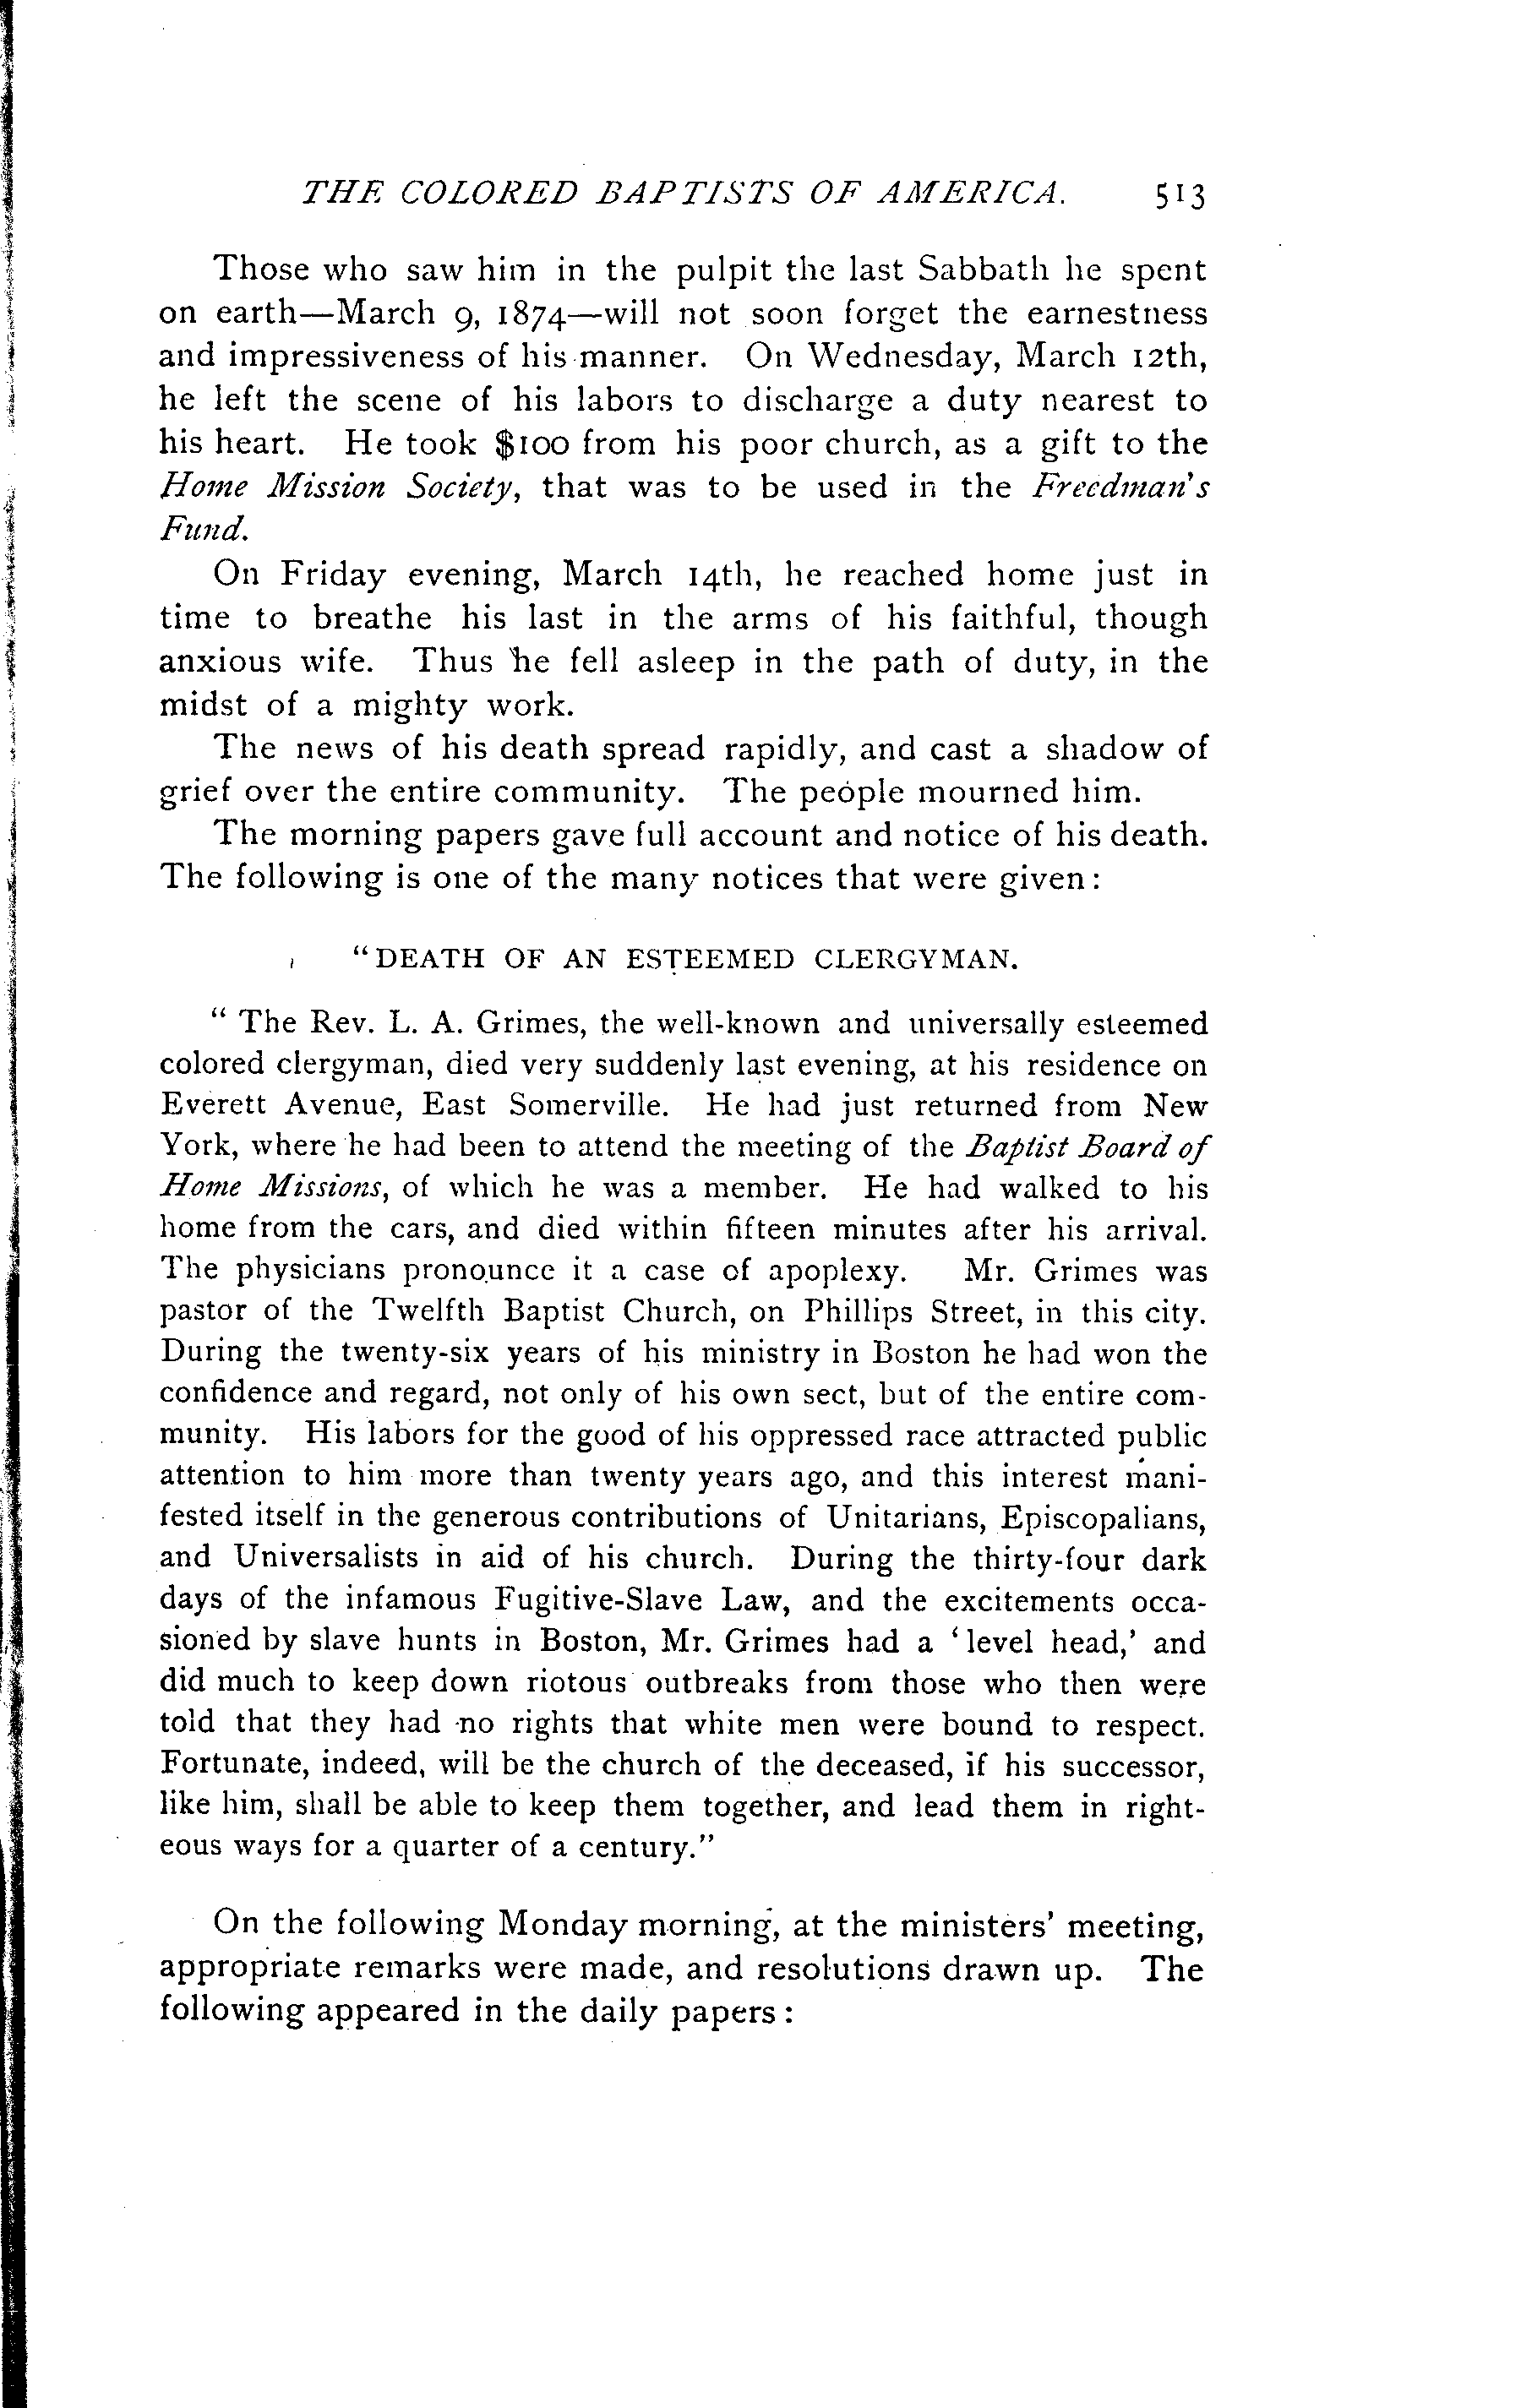 THE COLORED BAPTISTS OF AMERICA. 513
Those who saw him in the pulpit the last Sabbath he spent
on earth—March 9, 1874—will not soon forget the earnestness
and impressiveness of his manner. On Wednesday, March 12th,
he left the scene of his labors to discharge a duty nearest to
his heart. He took $100 from his poor church, as a gift to the
Home Mission Society, that was to be used in the Freedman's
Fund.
On Friday evening, March 14th, he reached home just in
time to breathe his last in the arms of his faithful, though
anxious wife. Thus he fell asleep in the path of duty, in the
midst of a mighty work.
The news of his death spread rapidly, and cast a shadow of
grief over the entire community. The people mourned him.
The morning papers gave full account and notice of his death.
The following is one of the many notices that were given:
"DEATH OF AN ESTEEMED CLERGYMAN.
"The Rev. L. A. Grimes, the well-known and universally esteemed
colored clergyman, died very suddenly last evening, at his residence on
Everett Avenue, East Somerville. He had just returned from New
York, where he had been to attend the meeting of the Baptist Board of
Home Missions, of which he was a member. He had walked to his
home from the cars, and died within fifteen minutes after his arrival.
The physicians pronounce it a case of apoplexy. Mr. Grimes was
pastor of the Twelfth Baptist Church, on Phillips Street, in this city.
During the twenty-six years of his ministry in Boston he had won the
confidence and regard, not only of his own sect, but of the entire com-
munity. His labors for the good of his oppressed race attracted public
attention to him more than twenty years ago, and this interest mani-
fested itself in the generous contributions of Unitarians, Episcopalians,
and Universalists in aid of his church. During the thirty-four dark
days of the infamous Fugitive-Slave Law, and the excitements occa-
sioned by slave hunts in Boston, Mr. Grimes had a 'level head,' and
did much to keep down riotous outbreaks from those who then were
told that they had no rights that white men were bound to respect.
Fortunate, indeed, will be the church of the deceased, if his successor,
like him, shall be able to keep them together, and lead them in right-
eous ways for a quarter of a century."
On the following Monday morning, at the ministers' meeting,
appropriate remarks were made, and resolutions drawn up. The
following appeared in the daily papers: